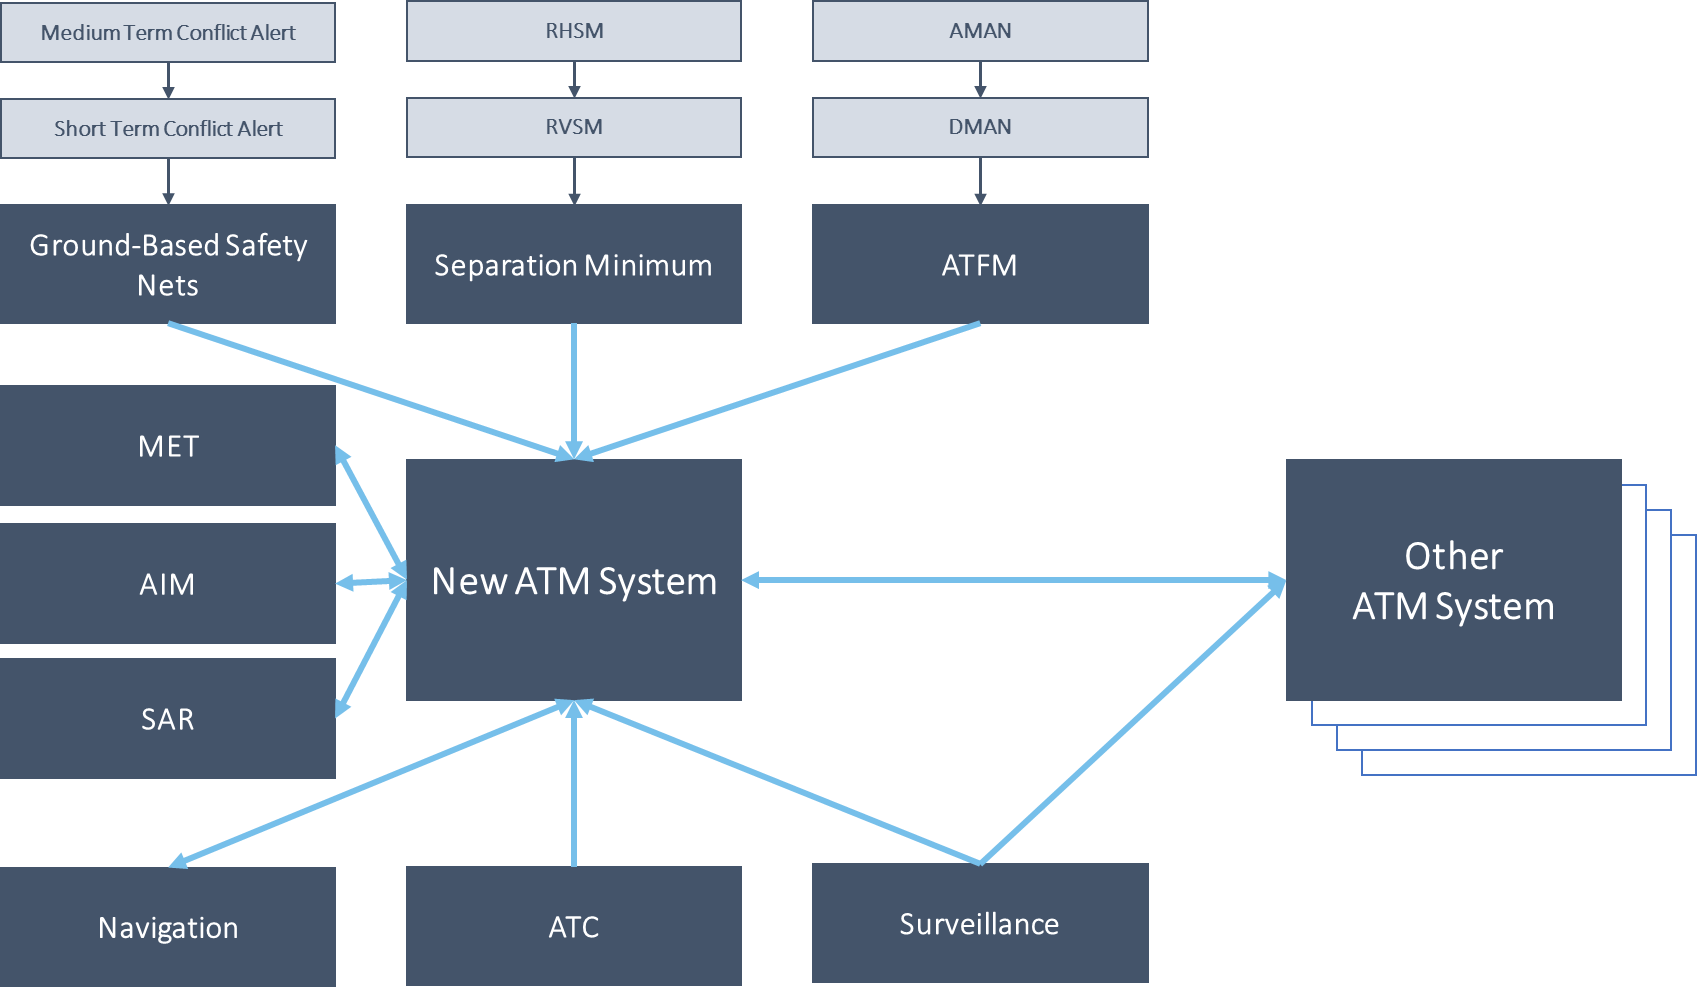 Medium Term Conflict Alert
RHSM
AMAN
Short Term Conflict Alert
RVSM
DMAN
Ground-Based Safety
Nets
Separation Minimum
ATFM
MET
AIM
SAR
New ATM System
Other
ATM System
Navigation
ATC
Surveillance